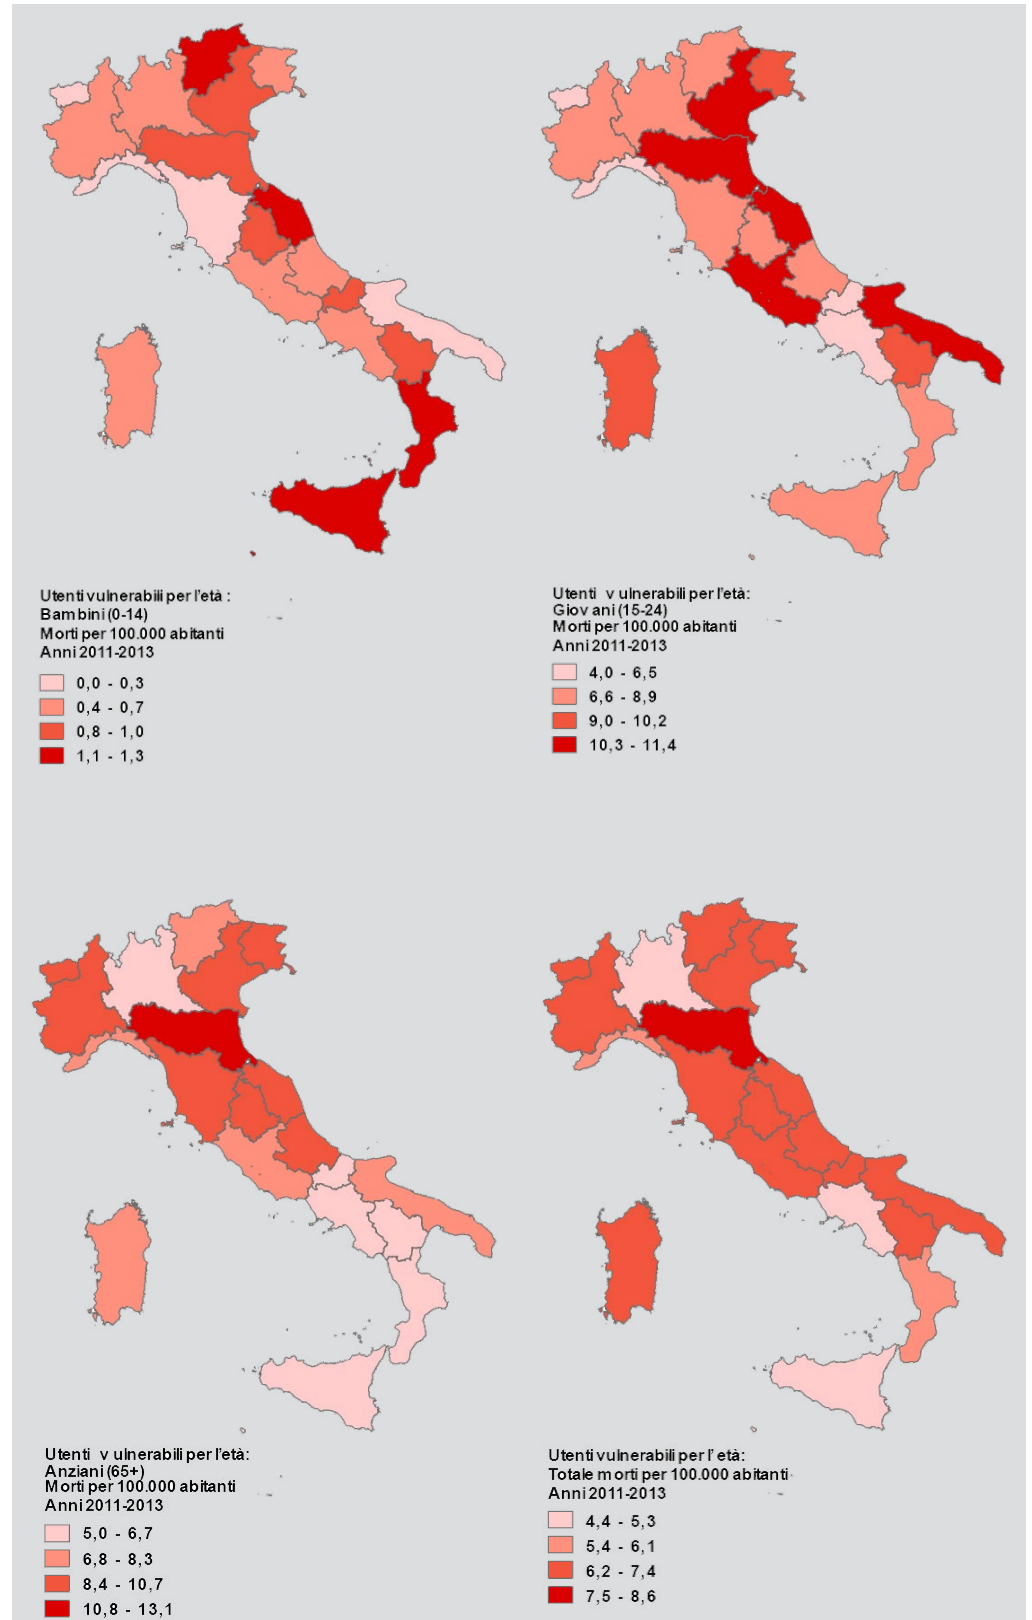 Utenti vulnerabili per l'età :
Bambini (0-14)
Morti per 100.000 abitanti
Anni 2011-2013
0,0 - 0,3
0,4 - 0,7
0,8 - 1,0
1,1 - 1,3
Utenti v ulnerabili per l'età:
Giov ani (15-24)
Morti per 100.000 abitanti
Anni 2011-2013
4,0 - 6,5
6,6 - 8,9
9,0 - 10,2
10,3 - 11,4
Utenti v ulnerabili per l'età:
Anziani (65+)
Morti per 100.000 abitanti
Anni 2011-2013
5,0 - 6,7
6,8 - 8,3
8,4 - 10,7
10,8 - 13,1
Utenti vulnerabili per l' età:
Totale morti per 100.000 abitanti
Anni 2011-2013
4,4 - 5,3
5,4 - 6,1
6,2 - 7,4
7,5 - 8,6